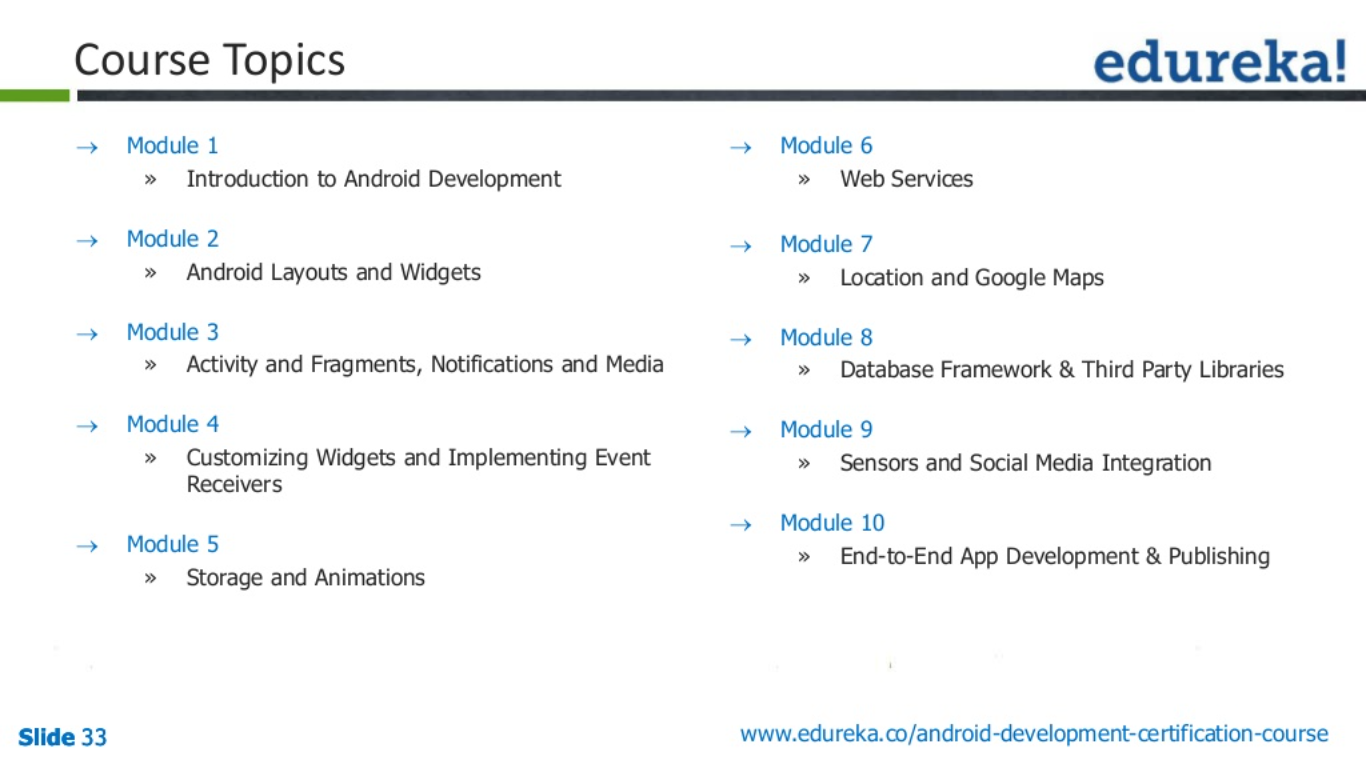 Course Topics
edureka!
→ Module 1
» Introduction to Android Development
→ Module 2
» Android Layouts and Widgets
→ Module 3
» Activity and Fragments, Notifications and Media
→ Module 4
» Customizing Widgets and Implementing Event
Receivers
→ Module 5
» Storage and Animations
→ Module 6
» Web Services
→ Module 7
» Location and Google Maps
→ Module 8
» Database Framework & Third Party Libraries
→ Module 9
» Sensors and Social Media Integration
→ Module 10
» End-to-End App Development & Publishing
Slide 33
www.edureka.co/android-development-certification-course